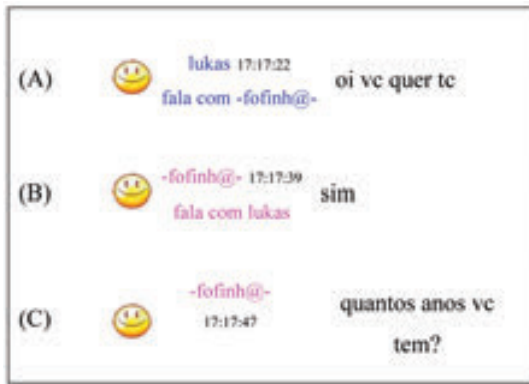 (A) lukas 17:17:22 oi vc quer tc
fala com -fofinh@-
(B) -fofinh@- 17:17:39 sim
fala com lukas
(C) -fofinh@- quantos anos vc
17:17:47 tem?